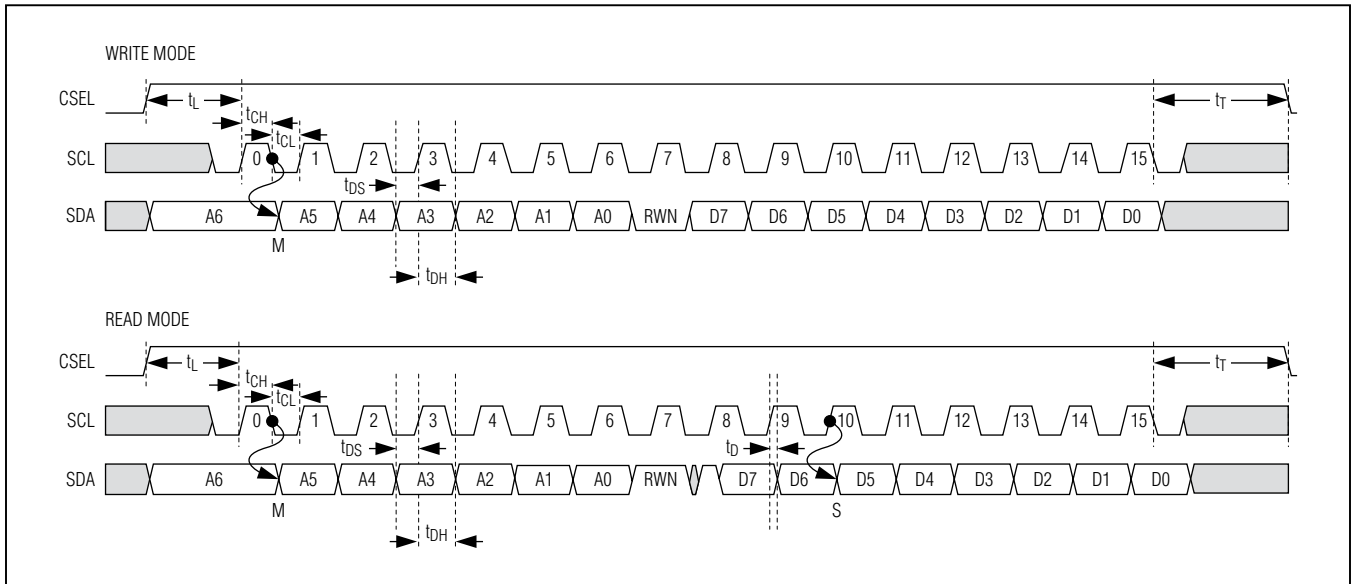 WRITE MODE
CSEL tL tT
tCH
tCL
SCL 0 1 2 3 4 5 6 7 8 9 10 11 12 13 14 15
tDS
SDA A6 A5 A4 A3 A2 A1 A0 RWN D7 D6 D5 D4 D3 D2 D1 D0
M
tDH
READ MODE
CSEL tL tT
tCH
tCL
SCL 0 1 2 3 4 5 6 7 8 9 10 11 12 13 14 15
tDS tD
SDA A6 A5 A4 A3 A2 A1 A0 RWN D7 D6 D5 D4 D3 D2 D1 D0
M S
tDH